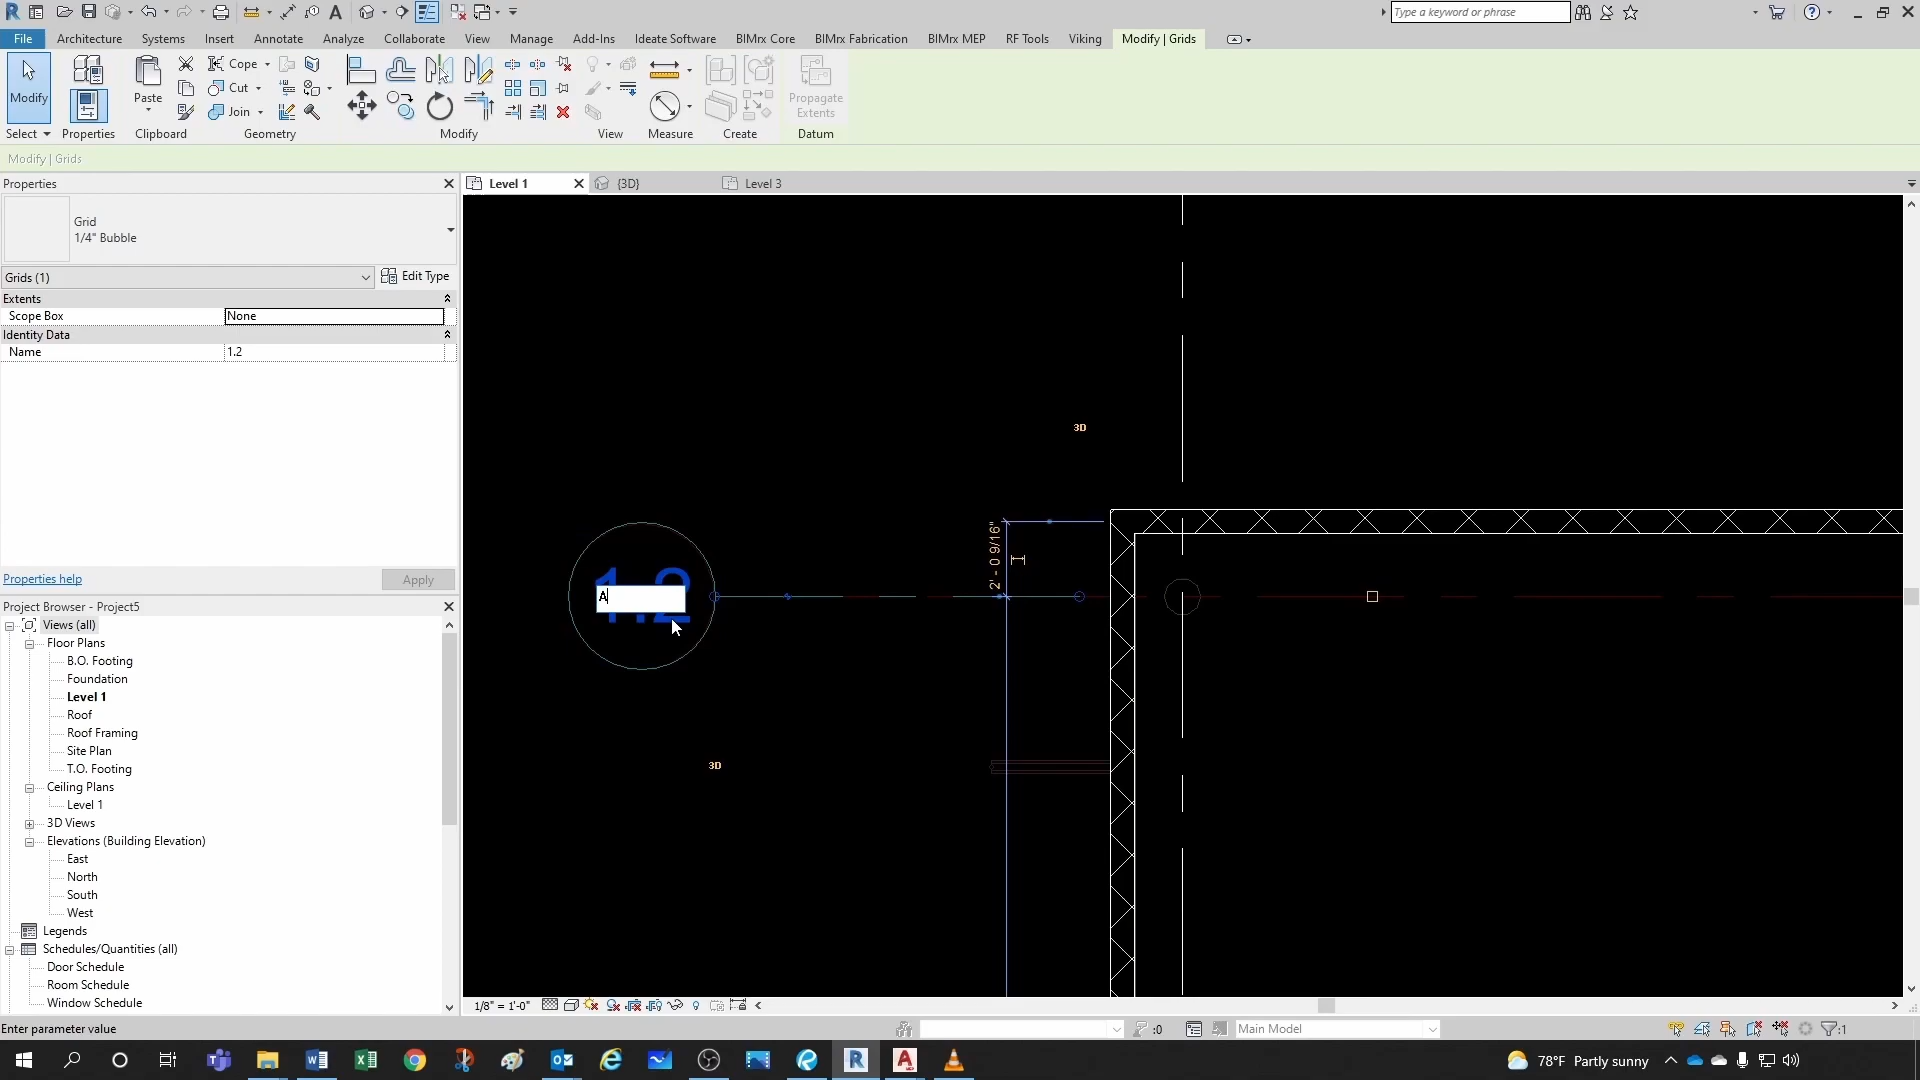 Type a keyword or phrase
File Architecture Systems Insert Annotate Analyze Collaborate View Manage Add-Ins Ideate Software BIMrx Core BIMrx Fabrication BIMrx MEP RF Tools Viking Modify | Grids
Modify
Paste
Cope
Cut
Join
Propagate
Extents
Select Properties Clipboard Geometry Modify View Measure Create Datum
Modify | Grids
Properties
Level 1 {3D} Level 3
Grid
1/4" Bubble
Grids (1) Edit Type
Extents
Scope Box None
Identity Data
Name 1.2
3D
2' - 0 9/16"
1.2
A
3D
Properties help Apply
Project Browser - Project5
Views (all)
Floor Plans
B.O. Footing
Foundation
Level 1
Roof
Roof Framing
Site Plan
T.O. Footing
Ceiling Plans
Level 1
3D Views
Elevations (Building Elevation)
East
North
South
West
Legends
Schedules/Quantities (all)
Door Schedule
Room Schedule
Window Schedule
1/8" = 1'-0"
Enter parameter value :0 Main Model :1
78°F Partly sunny